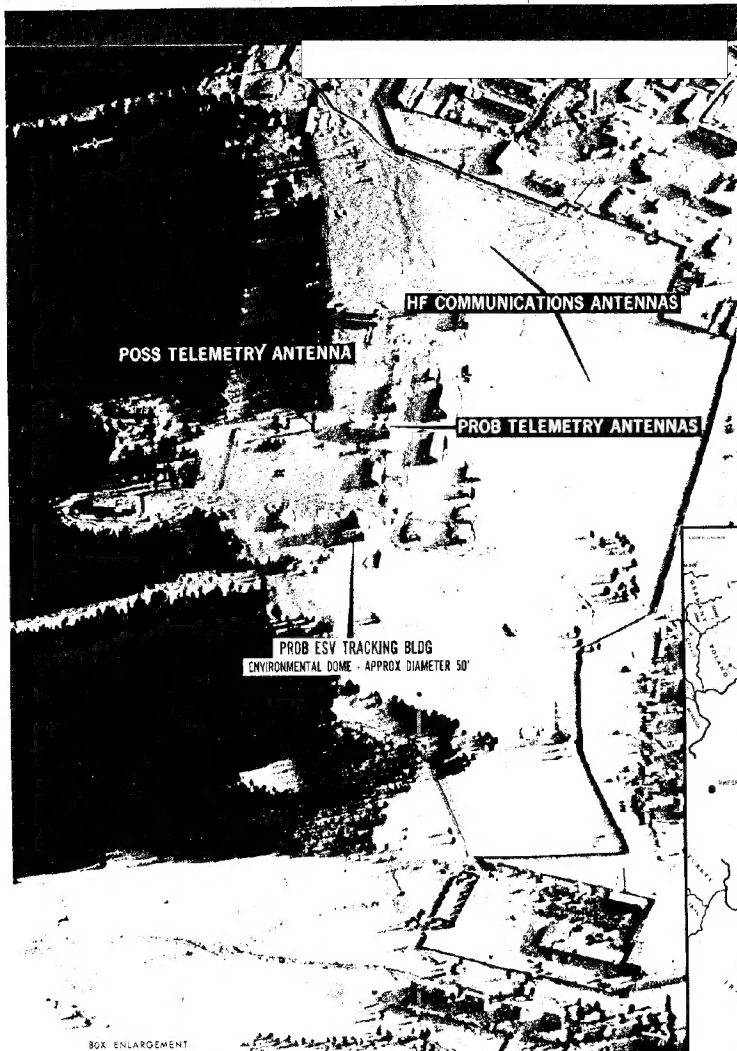 HF COMMUNICATIONS ANTENNAS
POSS TELEMETRY ANTENNA
PROB TELEMETRY ANTENNAS
PROB ESV TRACKING BLDG
ENVIRONMENTAL DOME - APPROX DIAMETER 50'
POLAND
BOX ENLARGEMENT